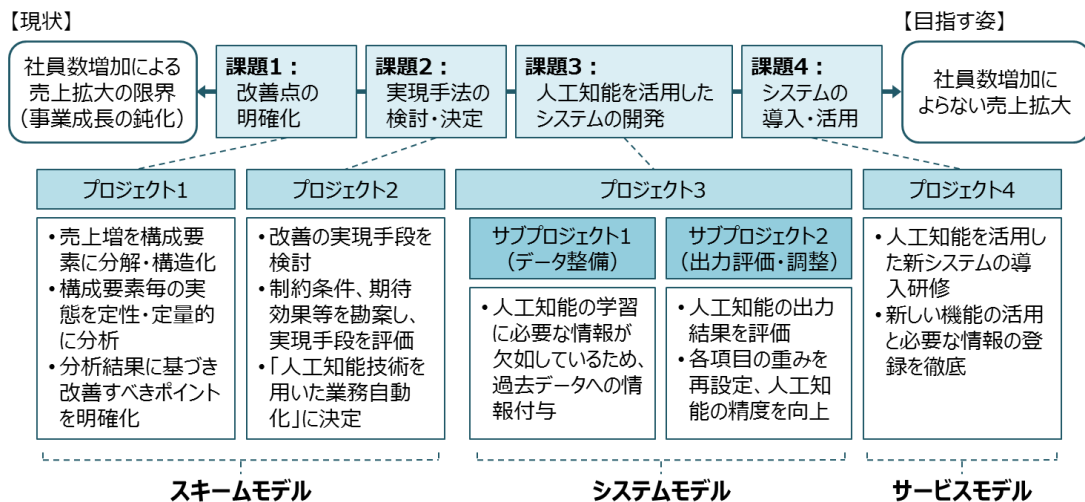 【現状】
【目指す姿】
社員数増加による
売上拡大の限界
（事業成長の鈍化）
課題1：
改善点の
明確化
課題2：
実現手法の
検討・決定
課題3：
人工知能を活用した
システムの開発
課題4：
システムの
導入・活用
社員数増加に
よらない売上拡大
プロジェクト1
•売上増を構成要
素に分解・構造化
•構成要素毎の実
態を定性・定量的
に分析
•分析結果に基づき
改善すべきポイント
を明確化
プロジェクト2
•改善の実現手段を
検討
•制約条件、期待
効果等を勘案し、
実現手段を評価
•「人工知能技術を
用いた業務自動
化」に決定
プロジェクト3
サブプロジェクト1
（データ整備）
•人工知能の学習
に必要な情報が
欠如しているため、
過去データへの情
報付与
サブプロジェクト2
（出力評価・調整）
•人工知能の出力
結果を評価
•各項目の重みを
再設定、人工知
能の精度を向上
プロジェクト4
•人工知能を活用し
た新システムの導
入研修
•新しい機能の活用
と必要な情報の登
録を徹底
スキームモデル
システムモデル
サービスモデル